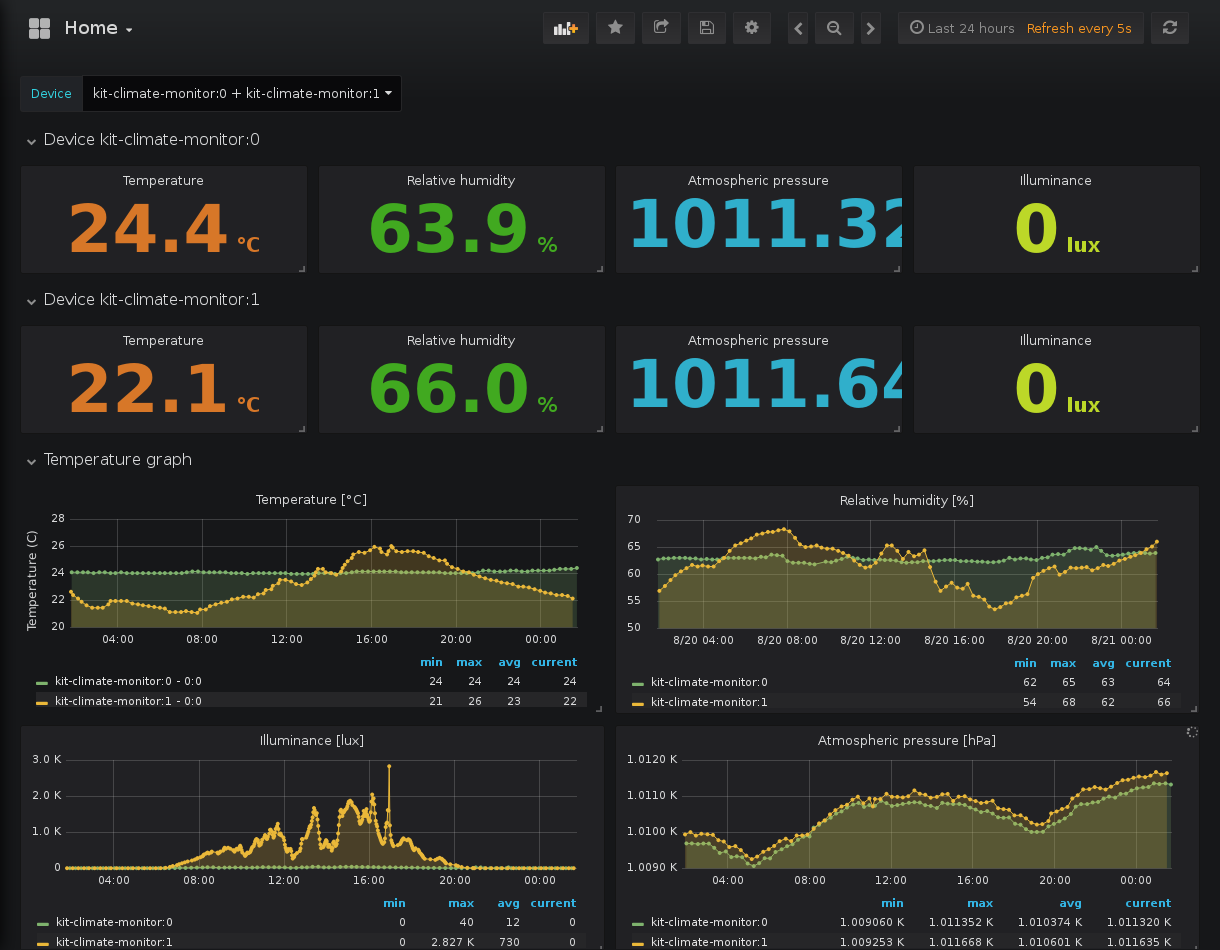 Home
Last 24 hours Refresh every 5s
Device kit-climate-monitor:0 + kit-climate-monitor:1
Device kit-climate-monitor:0
Temperature Relative humidity Atmospheric pressure Illuminance
24.4 °C 63.9 % 1011.32 0 lux
Device kit-climate-monitor:1
Temperature Relative humidity Atmospheric pressure Illuminance
22.1 °C 66.0 % 1011.64 0 lux
Temperature graph
Temperature [°C]
Temperature (C)
28
26
24
22
20
04:00 08:00 12:00 16:00 20:00 00:00
min max avg current
kit-climate-monitor:0 - 0:0 24 24 24 24
kit-climate-monitor:1 - 0:0 21 26 23 22
Relative humidity [%]
70
65
60
55
50
8/20 04:00 8/20 08:00 8/20 12:00 8/20 16:00 8/20 20:00 8/21 00:00
min max avg current
kit-climate-monitor:0 62 65 63 64
kit-climate-monitor:1 54 68 62 66
Illuminance [lux]
3.0 K
2.0 K
1.0 K
0
04:00 08:00 12:00 16:00 20:00 00:00
min max avg current
kit-climate-monitor:0 0 40 12 0
kit-climate-monitor:1 0 2.827 K 730 0
Atmospheric pressure [hPa]
1.0120 K
1.0110 K
1.0100 K
1.0090 K
04:00 08:00 12:00 16:00 20:00 00:00
min max avg current
kit-climate-monitor:0 1.009060 K 1.011352 K 1.010374 K 1.011320 K
kit-climate-monitor:1 1.009253 K 1.011668 K 1.010601 K 1.011635 K